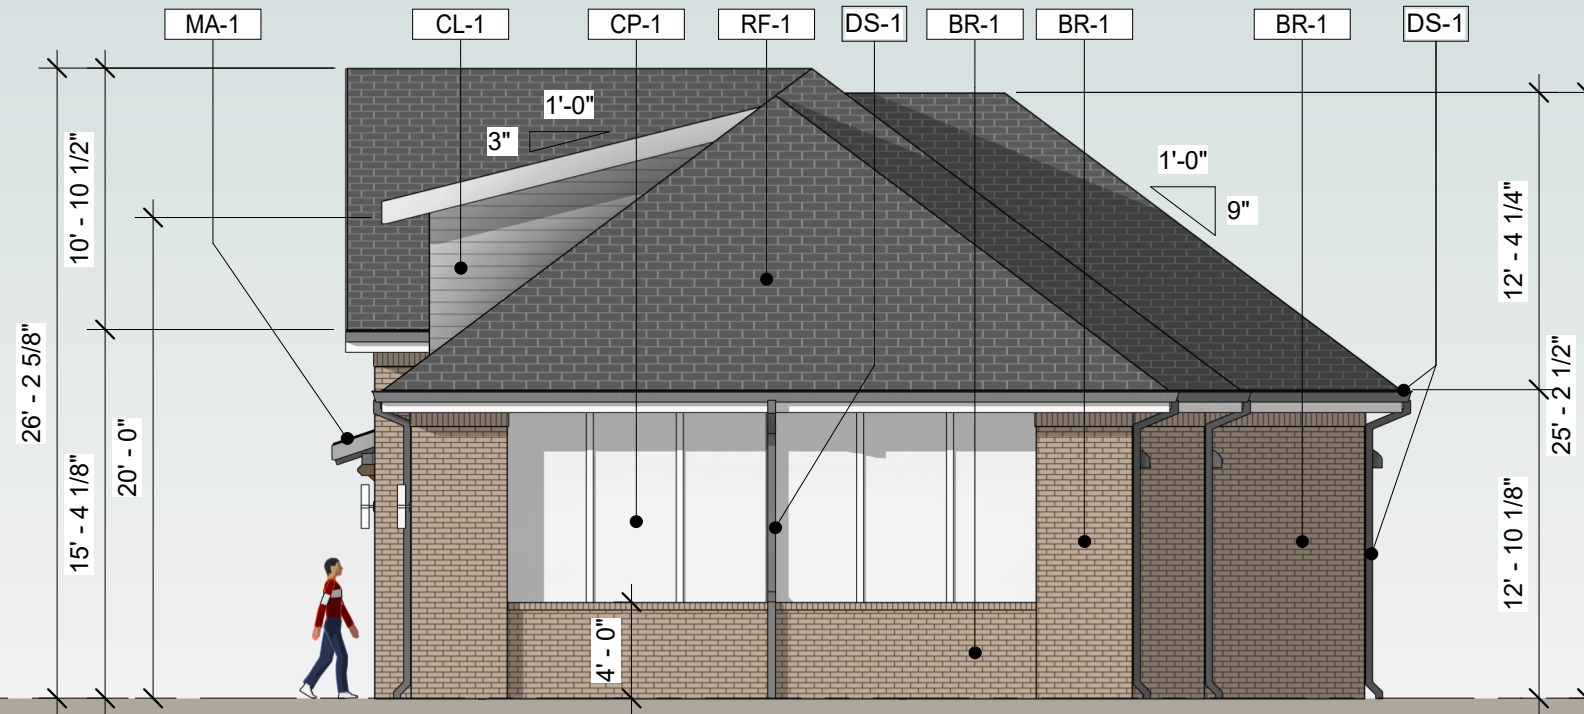 MA-1
CL-1
CP-1
RF-1
DS-1
BR-1
BR-1
BR-1
DS-1
1'-0"
3"
1'-0"
9"
10' - 10 1/2"
26' - 2 5/8"
15' - 4 1/8"
20' - 0"
4' - 0"
12' - 4 1/4"
25' - 2 1/2"
12' - 10 1/8"